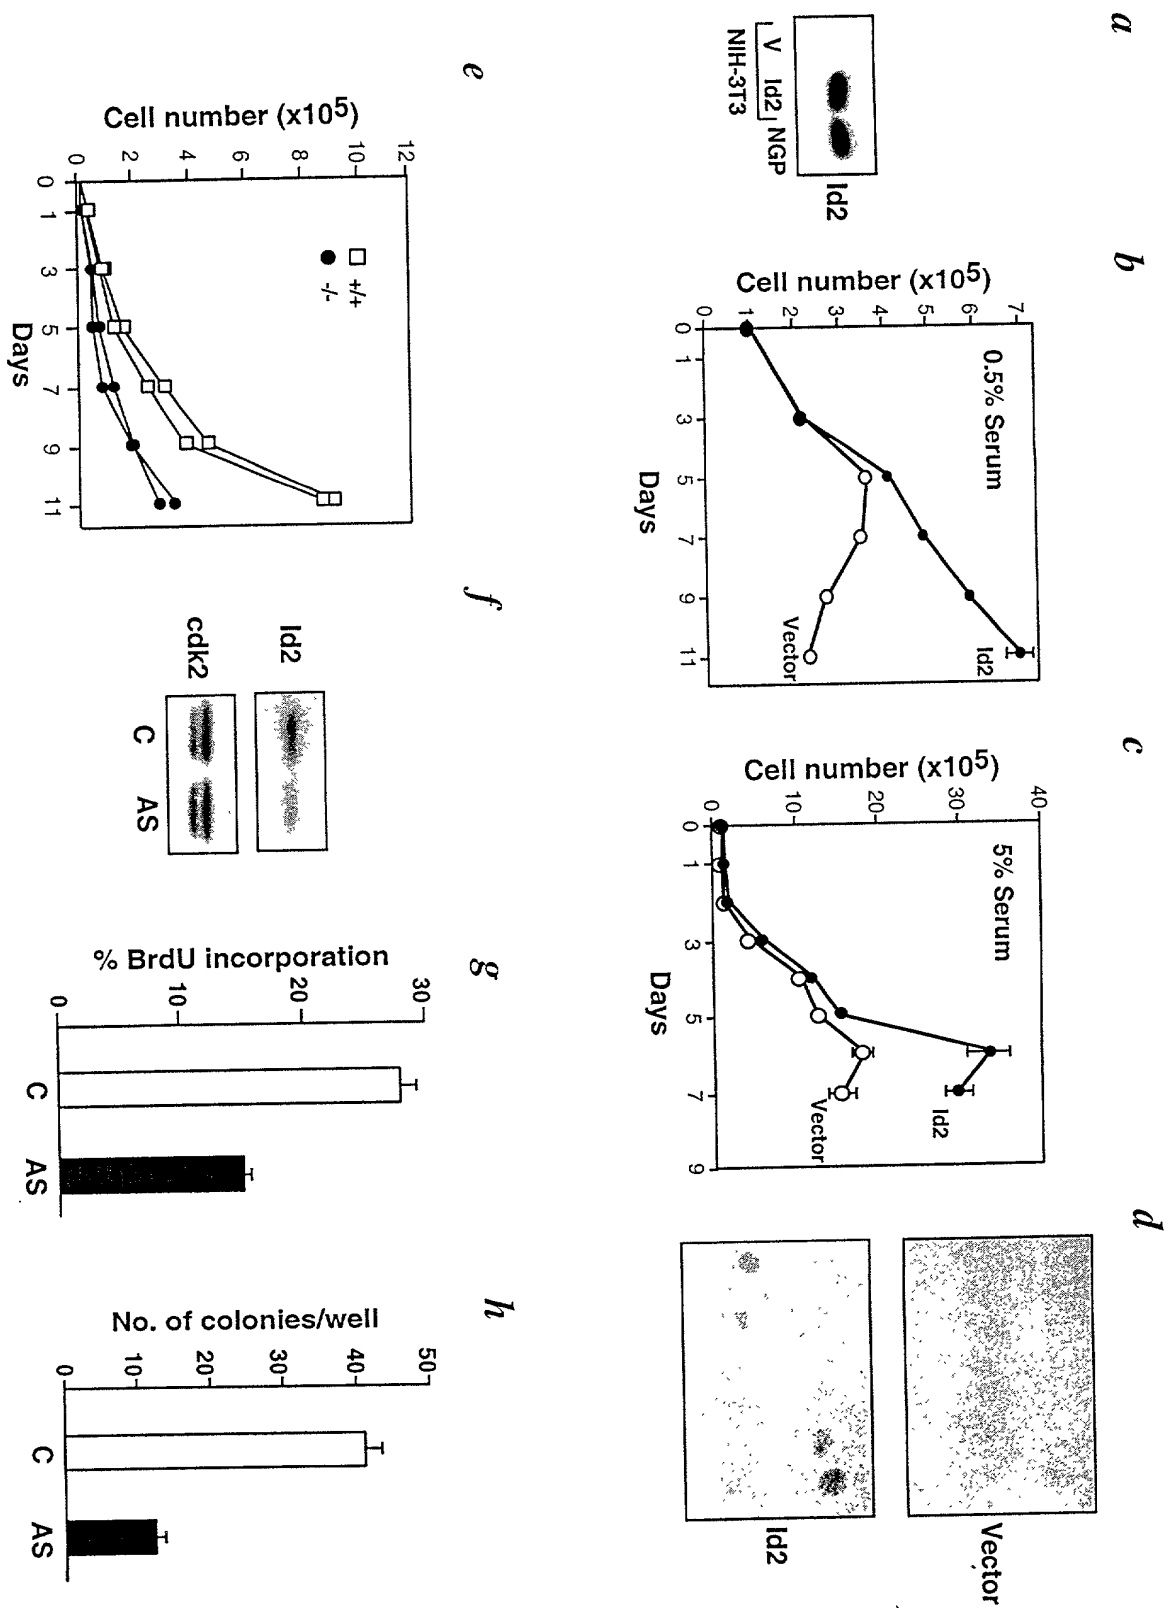 a
Id2
V Id2 NGP
NIH-3T3
b
Cell number (x10⁵)
0 1 2 3 4 5 6 7
0.5% Serum
Id2
Vector
0 1 3 5 7 9 11
Days
c
Cell number (x10⁵)
0 10 20 30 40
5% Serum
Id2
Vector
0 1 3 5 7 9
Days
d
Vector
Id2
e
Cell number (x10⁵)
0 2 4 6 8 10 12
+/+
-/-
0 1 3 5 7 9 11
Days
f
Id2
cdk2
C AS
g
% BrdU incorporation
0 10 20 30
C AS
h
No. of colonies/well
0 10 20 30 40 50
C AS